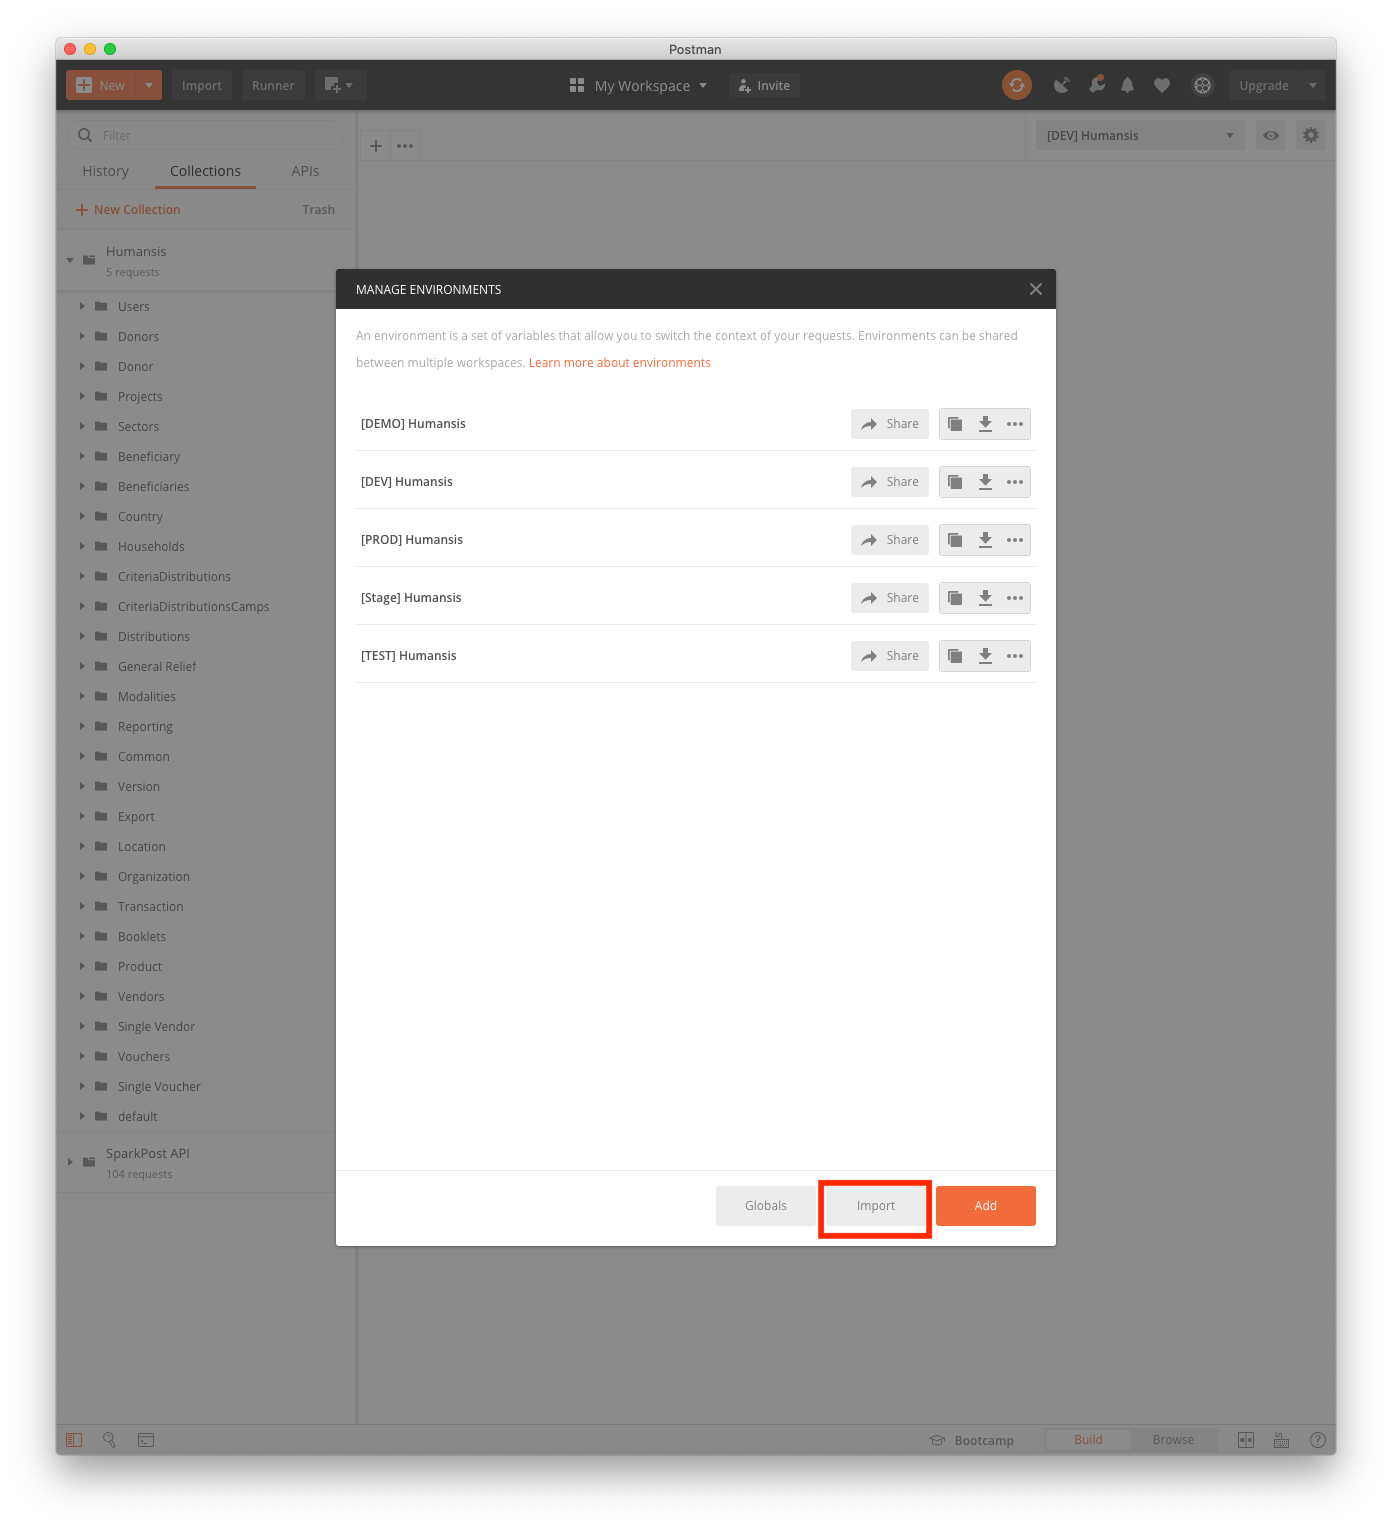 Postman
New
Import
Runner
My Workspace
Invite
Upgrade
Filter
[DEV] Humansis
History
Collections
APIs
New Collection
Trash
Humansis
5 requests
Users
Donors
Donor
Projects
Sectors
Beneficiary
Beneficiaries
Country
Households
CriteriaDistributions
CriteriaDistributionsCamps
Distributions
General Relief
Modalities
Reporting
Common
Version
Export
Location
Organization
Transaction
Booklets
Product
Vendors
Single Vendor
Vouchers
Single Voucher
default
SparkPost API
104 requests
MANAGE ENVIRONMENTS
An environment is a set of variables that allow you to switch the context of your requests. Environments can be shared
between multiple workspaces. Learn more about environments
[DEMO] Humansis
Share
[DEV] Humansis
Share
[PROD] Humansis
Share
[Stage] Humansis
Share
[TEST] Humansis
Share
Globals
Import
Add
Bootcamp
Build
Browse